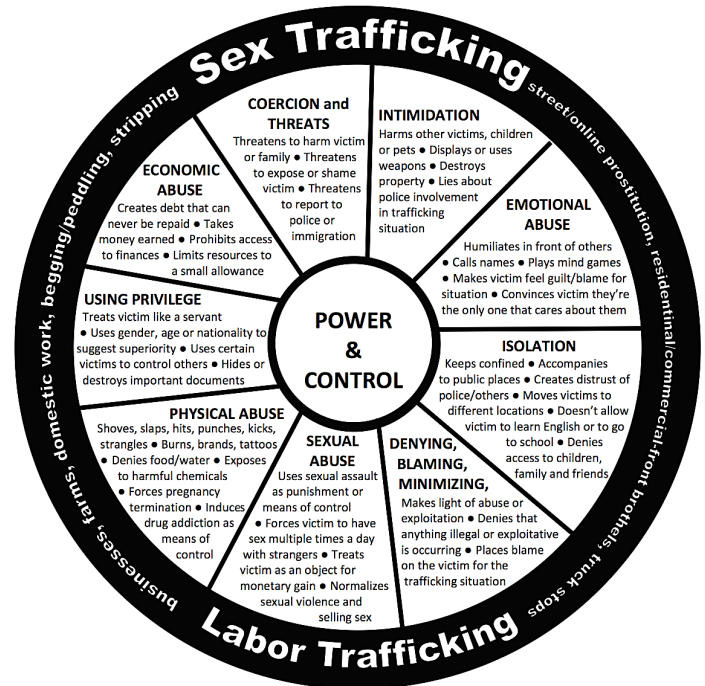 Sex Trafficking
street/online prostitution, residentinal/commercial-front brothels, truck stops
Labor Trafficking
businesses, farms, domestic work, begging/peddling, stripping
POWER
&
CONTROL
COERCION and
THREATS
Threatens to harm victim
or family ● Threatens
to expose or shame
victim ● Threatens
to report to
police or
immigration
INTIMIDATION
Harms other victims, children
or pets ● Displays or uses
weapons ● Destroys
property ● Lies about
police involvement
in trafficking
situation
EMOTIONAL
ABUSE
Humiliates in front of others
● Calls names ● Plays mind games
● Makes victim feel guilt/blame for
situation ● Convinces victim they're
the only one that cares about them
ISOLATION
Keeps confined ● Accompanies
to public places ● Creates distrust of
police/others ● Moves victims to
different locations ● Doesn't allow
victim to learn English or to go
to school ● Denies
access to children,
family and friends
DENYING,
BLAMING,
MINIMIZING,
Makes light of abuse or
exploitation ● Denies that
anything illegal or exploitative
is occurring ● Places blame
on the victim for the
trafficking situation
SEXUAL
ABUSE
Uses sexual assault
as punishment or
means of control
● Forces victim to have
sex multiple times a day
with strangers ● Treats
victim as an object for
monetary gain ● Normalizes
sexual violence and
selling sex
PHYSICAL ABUSE
Shoves, slaps, hits, punches, kicks,
strangles ● Burns, brands, tattoos
● Denies food/water ● Exposes
to harmful chemicals
● Forces pregnancy
termination ● Induces
drug addiction as
means of
control
USING PRIVILEGE
Treats victim like a servant
● Uses gender, age or nationality to
suggest superiority ● Uses certain
victims to control others ● Hides or
destroys important documents
ECONOMIC
ABUSE
Creates debt that can
never be repaid ● Takes
money earned ● Prohibits access
to finances ● Limits resources to
a small allowance